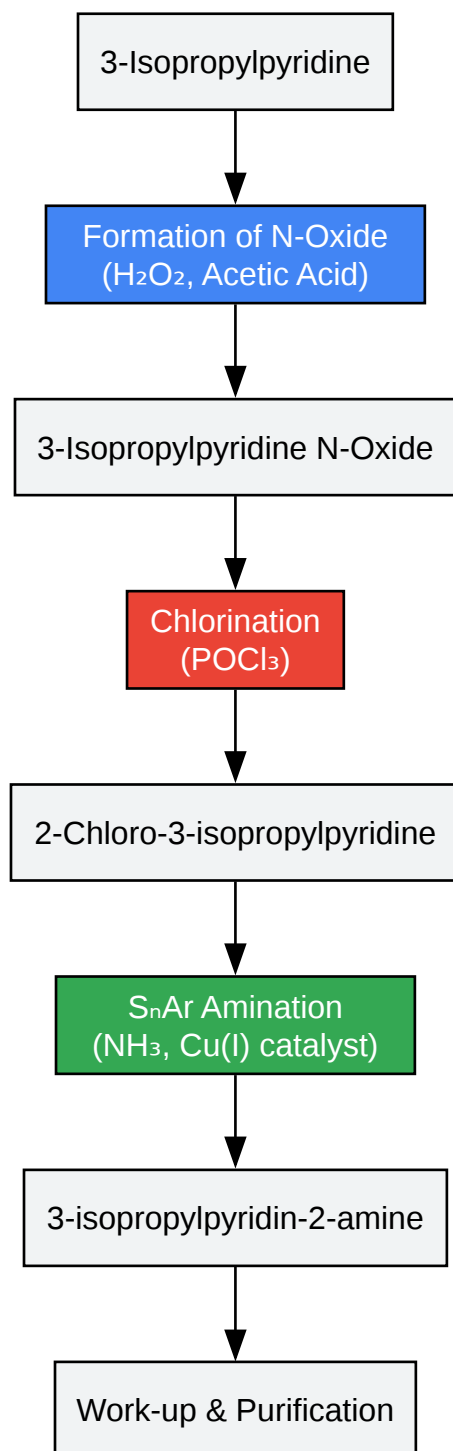 3-Isopropylpyridine
Formation of N-Oxide
(H₂O₂, Acetic Acid)
3-Isopropylpyridine N-Oxide
Chlorination
(POCl₃)
2-Chloro-3-isopropylpyridine
SₙAr Amination
(NH₃, Cu(I) catalyst)
3-isopropylpyridin-2-amine
Work-up & Purification